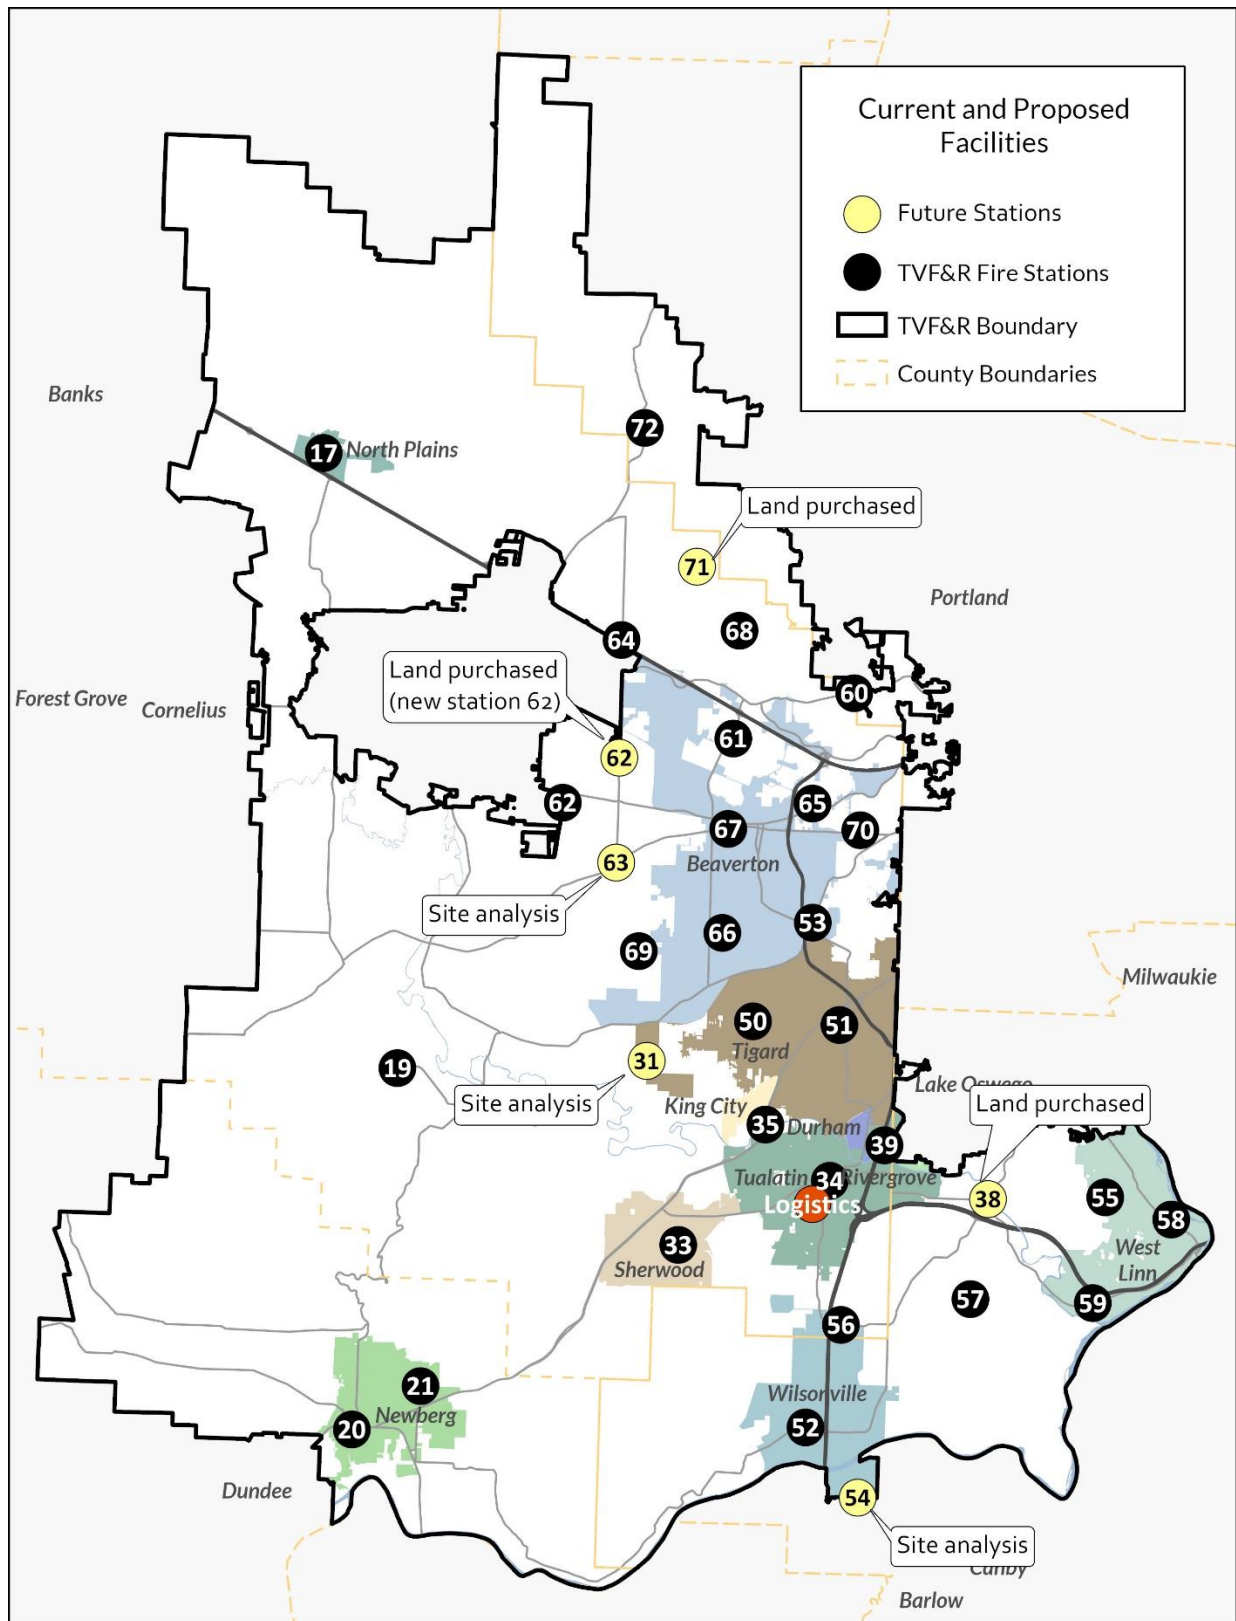 Current and Proposed
Facilities
Future Stations
TVF&R Fire Stations
TVF&R Boundary
County Boundaries
Banks
72
17
North Plains
Land purchased
71
Portland
68
64
Land purchased
(new station 62)
60
Forest Grove
Cornelius
61
62
62
65
67
70
Beaverton
63
Site analysis
53
66
69
Milwaukie
50
51
Tigard
31
19
Lake Oswego
Site analysis
King City
Land purchased
35
Durham
39
Tualatin
34
Rivergrove
Logistics
38
55
58
33
Sherwood
West
Linn
57
59
56
21
Wilsonville
Newberg
20
52
Dundee
54
Site analysis
Canby
Barlow